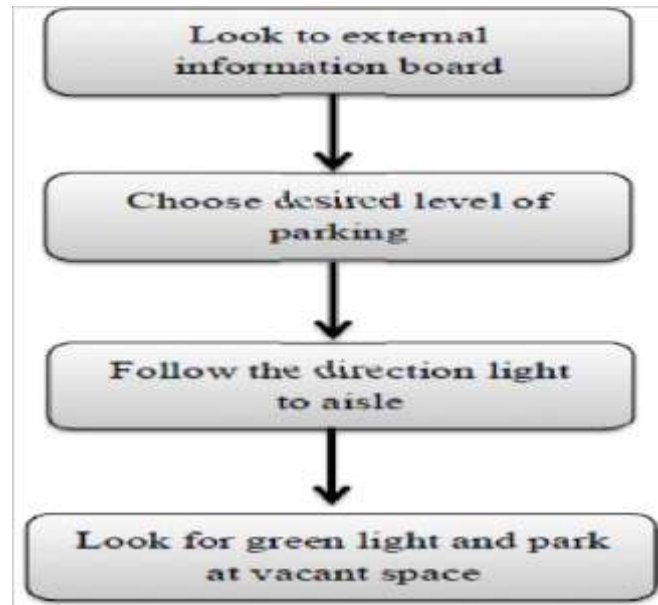 Look to external
information board
Choose desired level of
parking
Follow the direction light
to aisle
Look for green light and park
at vacant space